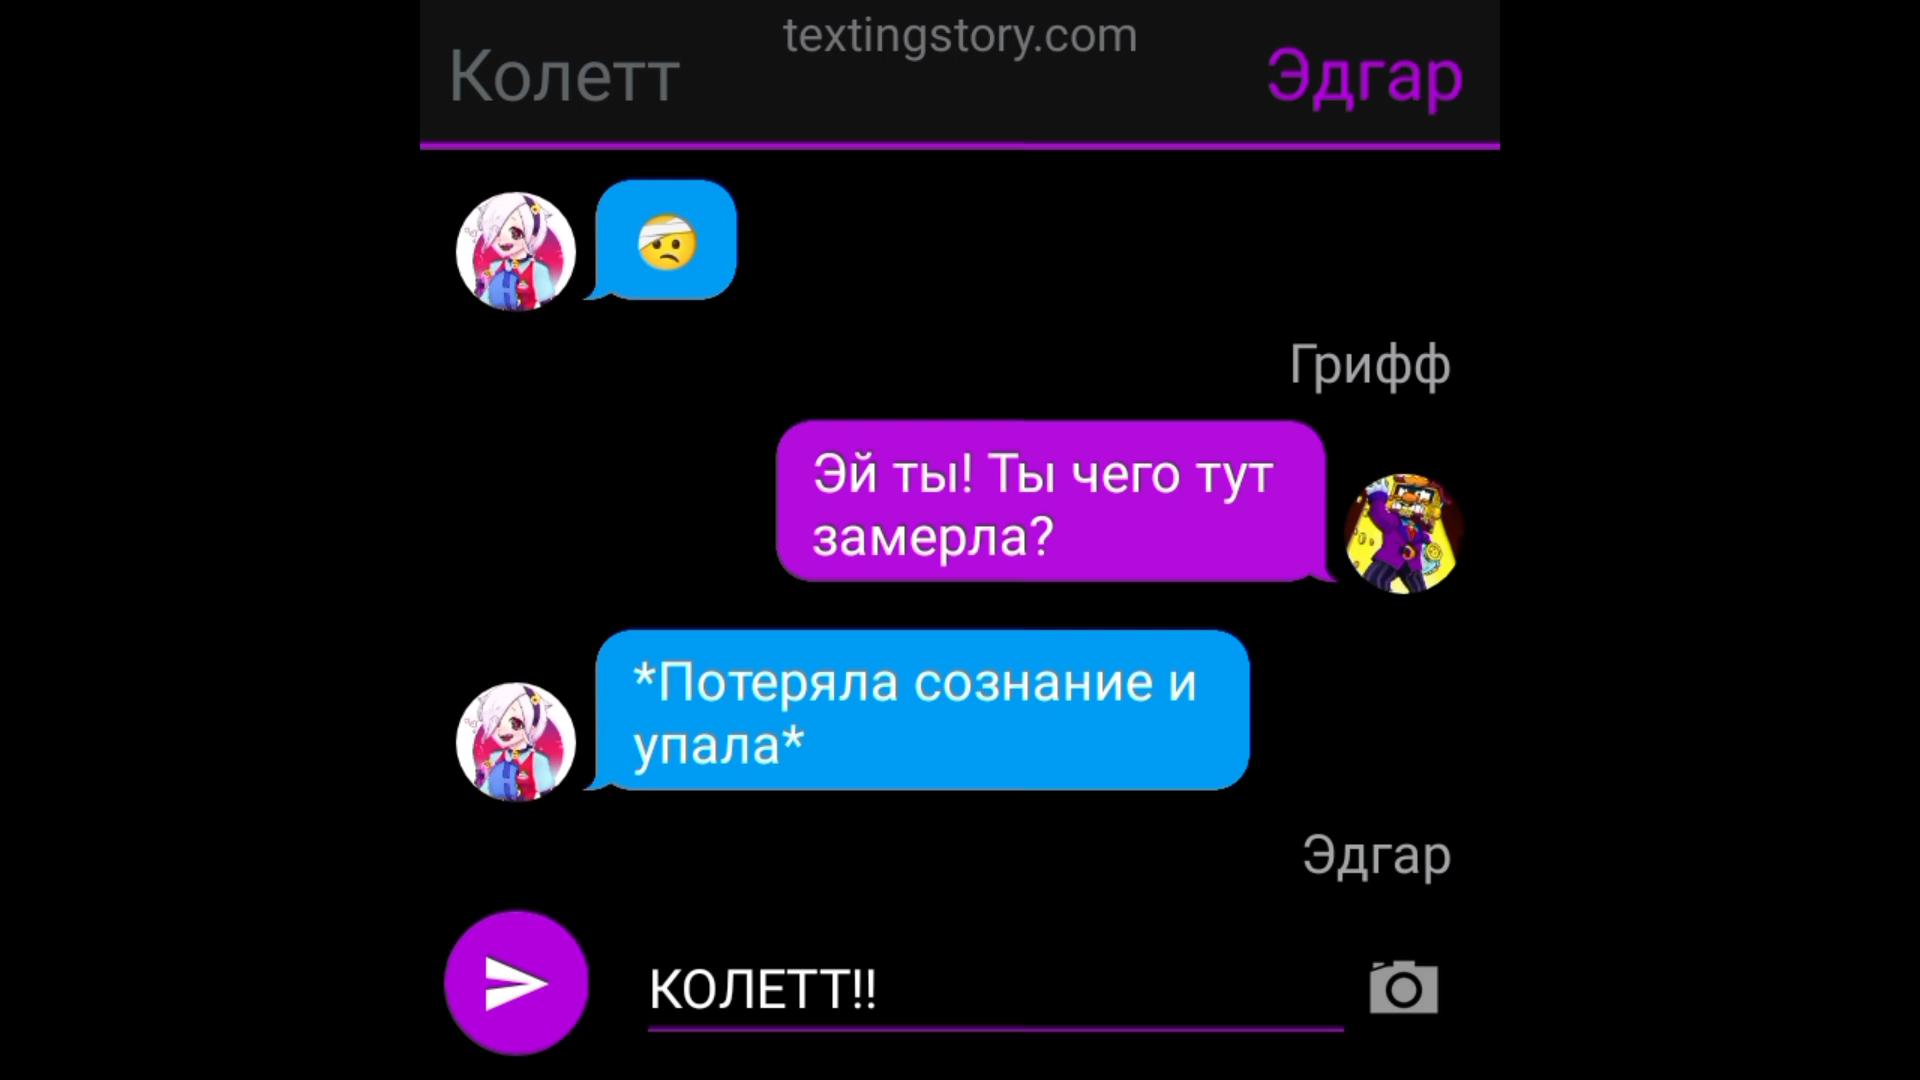 textingstory.com
Колетт
Эдгар
🤕
Грифф
Эй ты! Ты чего тут
замерла?
*Потеряла сознание и
упала*
Эдгар
КОЛЕТТ!!